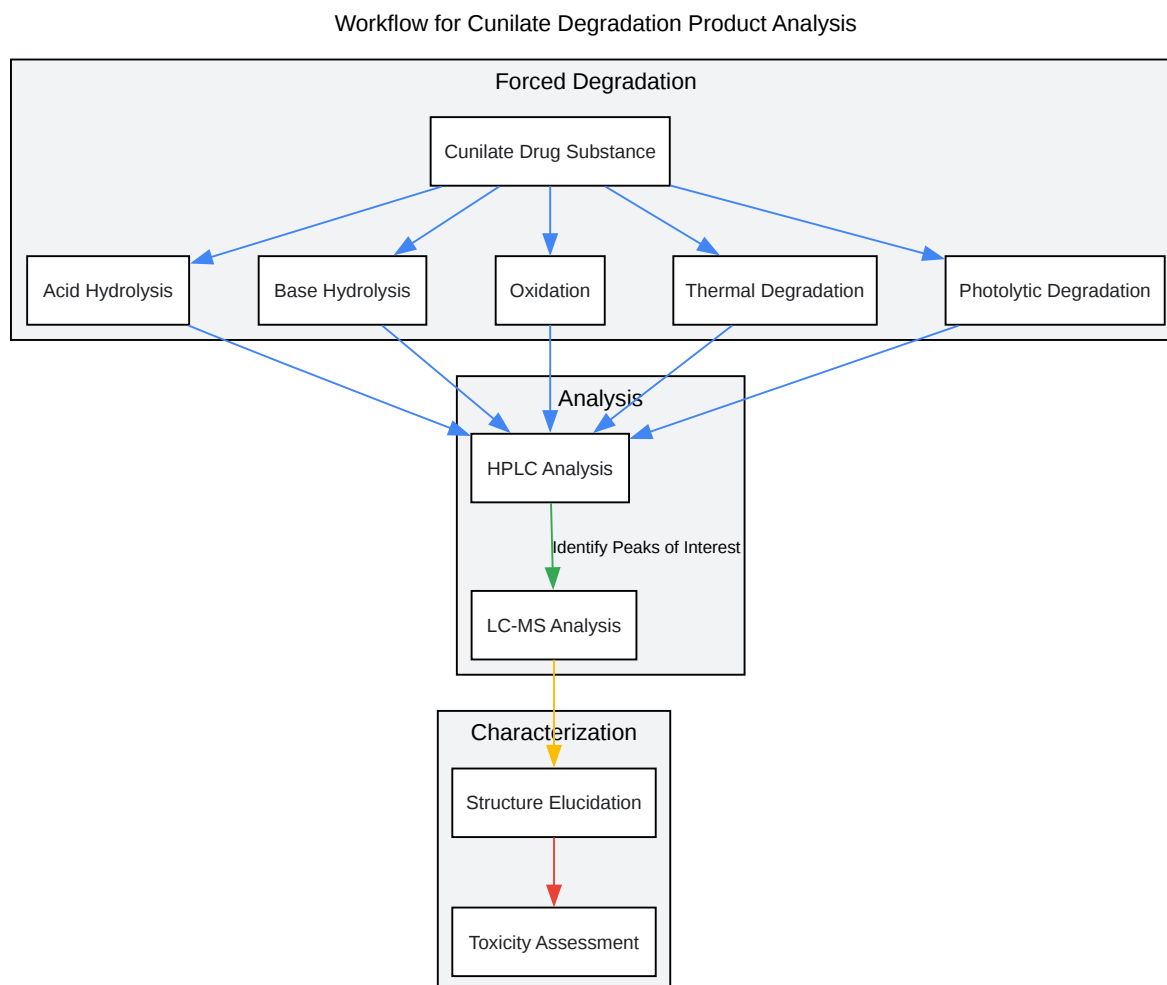 Workflow for Cunilate Degradation Product Analysis
Forced Degradation
Cunilate Drug Substance
Acid Hydrolysis
Base Hydrolysis
Oxidation
Thermal Degradation
Photolytic Degradation
Analysis
HPLC Analysis
Identify Peaks of Interest
LC-MS Analysis
Characterization
Structure Elucidation
Toxicity Assessment